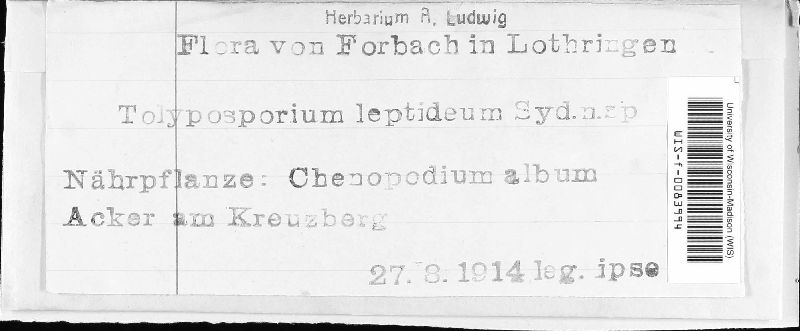 Herbarium A. Ludwig
Flora von Forbach in Lothringen
Tolyposporium leptideum Syd.n.sp
Nährpflanze: Chenopodium album
Acker am Kreuzberg
27. 8. 1914 leg. ipse
University of Wisconsin-Madison (WIS)
WIS-f-0083994